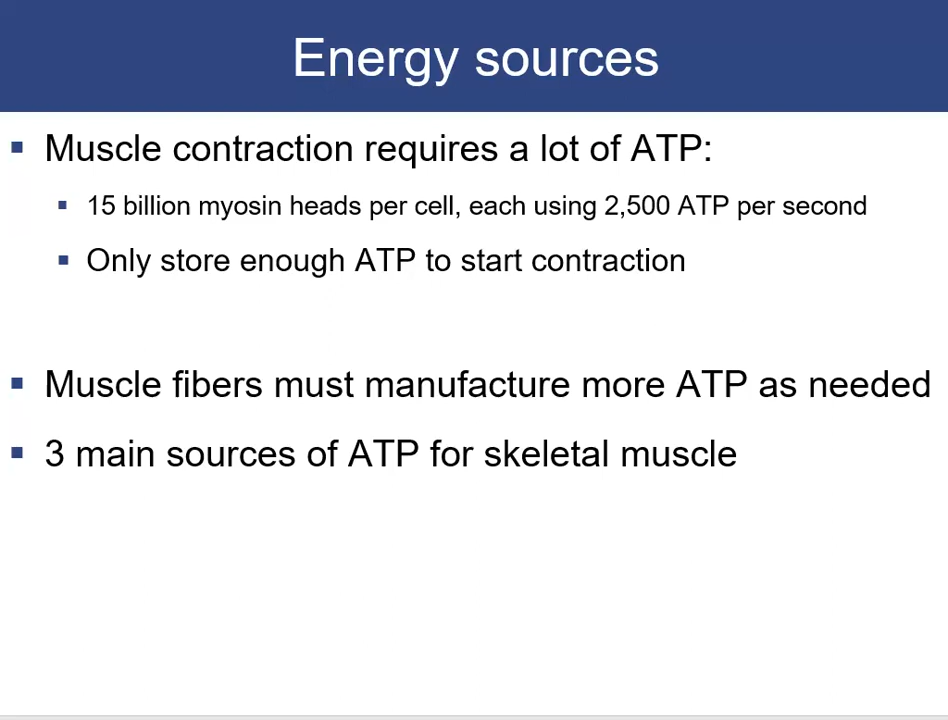 Energy sources
Muscle contraction requires a lot of ATP:
15 billion myosin heads per cell, each using 2,500 ATP per second
Only store enough ATP to start contraction
Muscle fibers must manufacture more ATP as needed
3 main sources of ATP for skeletal muscle